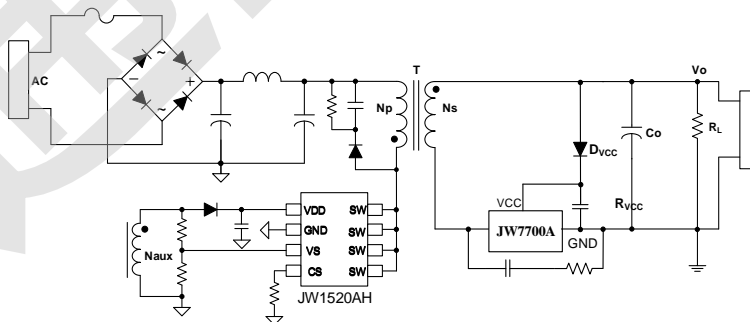 T
Vo
AC
~
− +
~
Np
Ns
DVCC
Co
RL
RVCC
VCC
JW7700A
GND
VDD SW
GND SW
VS SW
CS SW
Naux
JW1520AH